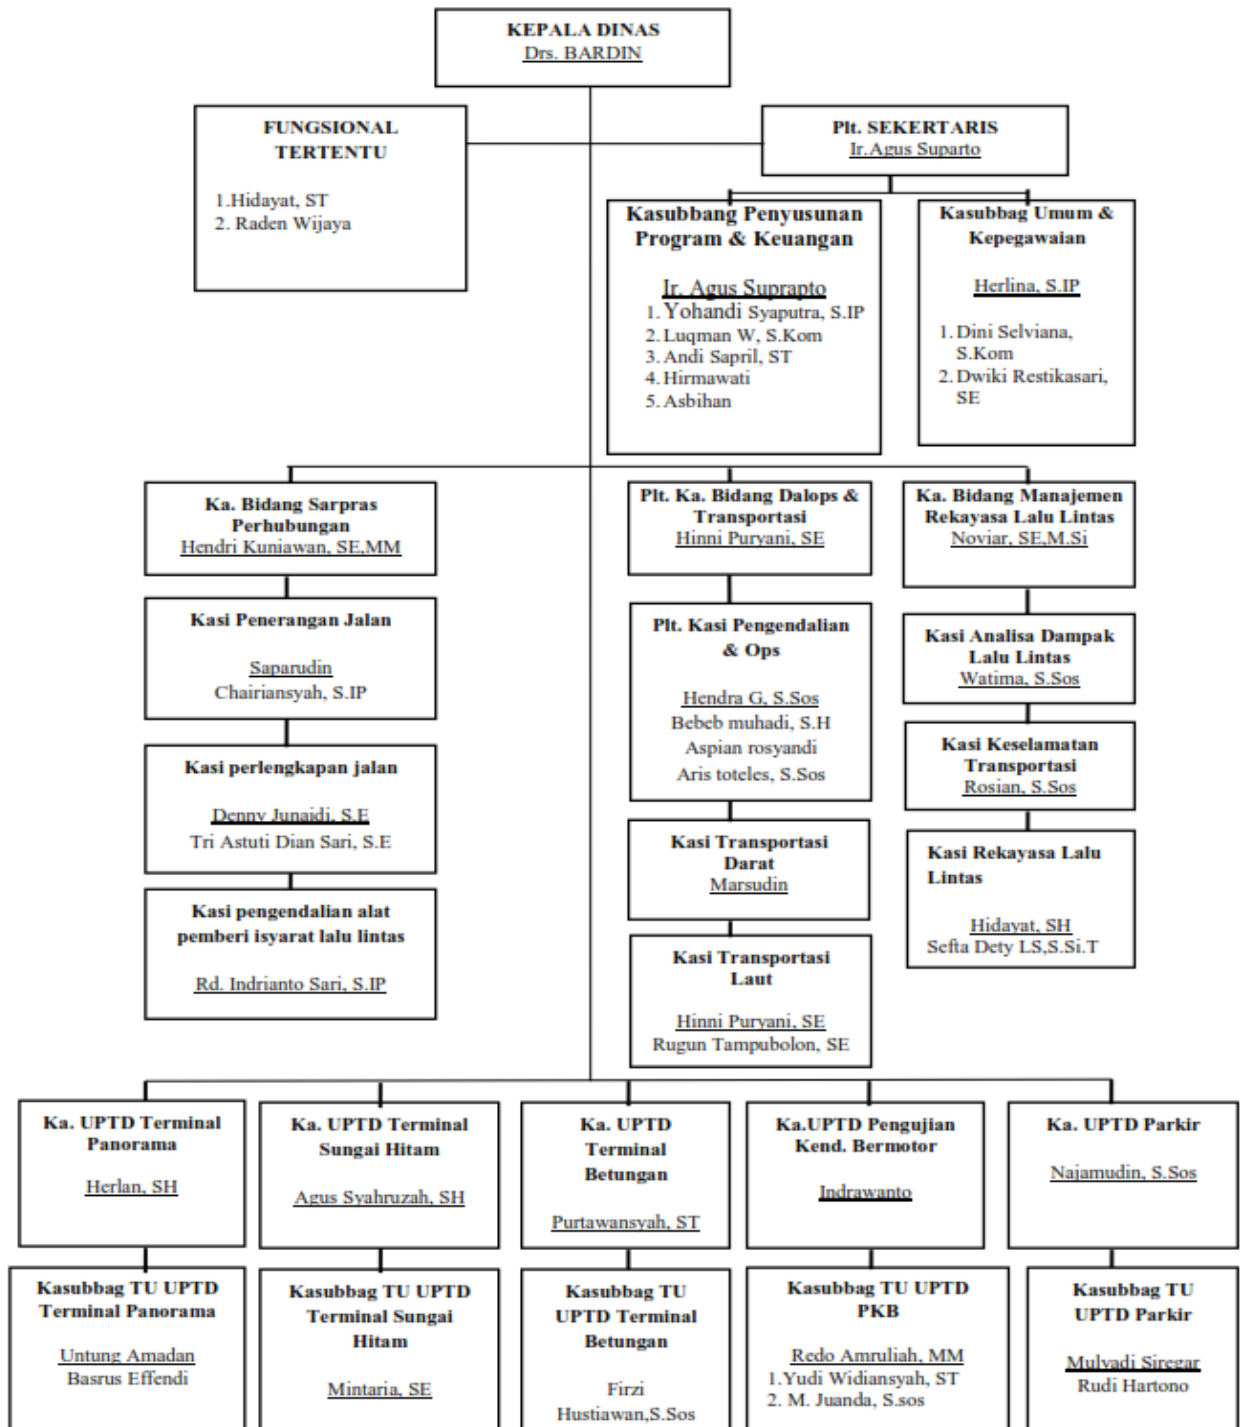 KEPALA DINAS
Drs. BARDIN
FUNGSIONAL
TERTENTU
1.Hidayat, ST
2. Raden Wijaya
Plt. SEKERTARIS
Ir.Agus Suparto
Kasubbang Penyusunan
Program & Keuangan
Ir. Agus Suprapto
1. Yohandi Syaputra, S.IP
2. Luqman W, S.Kom
3. Andi Sapril, ST
4. Hirmawati
5. Asbihan
Kasubbag Umum &
Kepegawaian
Herlina, S.IP
1. Dini Selviana,
S.Kom
2. Dwiki Restikasari,
SE
Ka. Bidang Sarpras
Perhubungan
Hendri Kuniawan, SE,MM
Kasi Penerangan Jalan
Saparudin
Chairiansyah, S.IP
Kasi perlengkapan jalan
Denny Junaidi, S.E
Tri Astuti Dian Sari, S.E
Kasi pengendalian alat
pemberi isyarat lalu lintas
Rd. Indrianto Sari, S.IP
Plt. Ka. Bidang Dalops &
Transportasi
Hinni Puryani, SE
Plt. Kasi Pengendalian
& Ops
Hendra G, S.Sos
Bebeb muhadi, S.H
Aspian rosyandi
Aris toteles, S.Sos
Kasi Transportasi
Darat
Marsudin
Kasi Transportasi
Laut
Hinni Puryani, SE
Rugun Tampubolon, SE
Ka. Bidang Manajemen
Rekayasa Lalu Lintas
Noviar, SE,M.Si
Kasi Analisa Dampak
Lalu Lintas
Watima, S.Sos
Kasi Keselamatan
Transportasi
Rosian, S.Sos
Kasi Rekayasa Lalu
Lintas
Hidayat, SH
Sefta Dety LS,S.Si.T
Ka. UPTD Terminal
Panorama
Herlan, SH
Ka. UPTD Terminal
Sungai Hitam
Agus Syahruzah, SH
Ka. UPTD
Terminal
Betungan
Purtawansyah, ST
Ka.UPTD Pengujian
Kend. Bermotor
Indrawanto
Ka. UPTD Parkir
Najamudin, S.Sos
Kasubbag TU UPTD
Terminal Panorama
Untung Amadan
Basrus Effendi
Kasubbag TU UPTD
Terminal Sungai
Hitam
Mintaria, SE
Kasubbag TU
UPTD Terminal
Betungan
Firzi
Hustiawan,S.Sos
Kasubbag TU UPTD
PKB
Redo Amruliah, MM
1.Yudi Widiansyah, ST
2. M. Juanda, S.sos
Kasubbag TU
UPTD Parkir
Mulyadi Siregar
Rudi Hartono